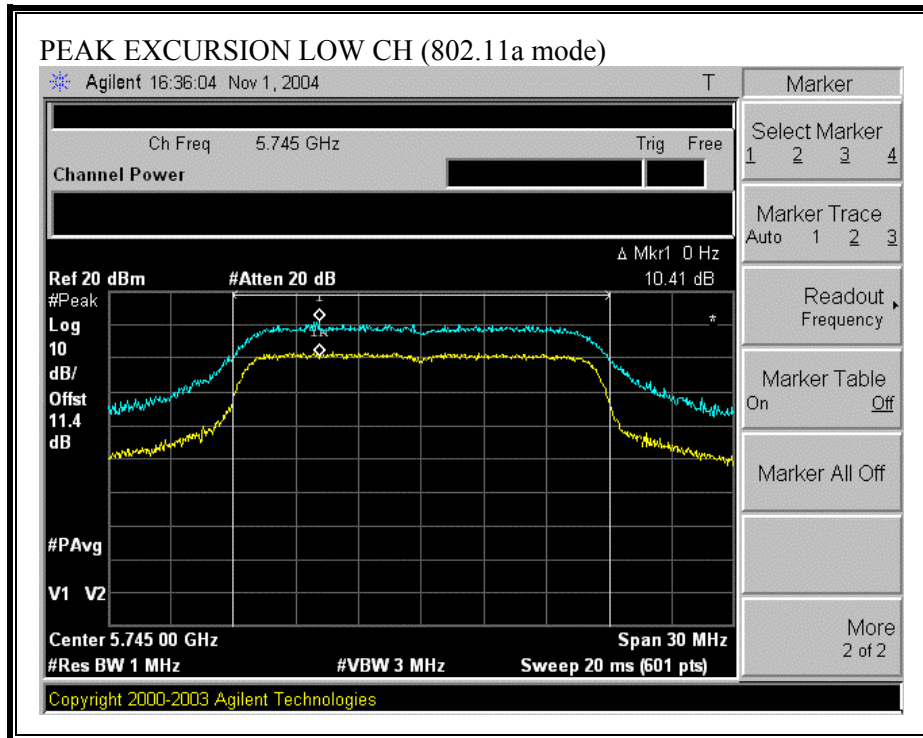 PEAK EXCURSION LOW CH (802.11a mode)
Agilent 16:36:04 Nov 1, 2004 T
Marker
Select Marker
1 2 3 4
Marker Trace
Auto 1 2 3
Readout
Frequency
Marker Table
On Off
Marker All Off
More
2 of 2
Ch Freq 5.745 GHz Trig Free
Channel Power
Δ Mkr1 0 Hz
Ref 20 dBm #Atten 20 dB 10.41 dB
#Peak
Log
10
dB/
Offst
11.4
dB
1
1R
*
#PAvg
V1 V2
Center 5.745 00 GHz Span 30 MHz
#Res BW 1 MHz #VBW 3 MHz Sweep 20 ms (601 pts)
Copyright 2000-2003 Agilent Technologies